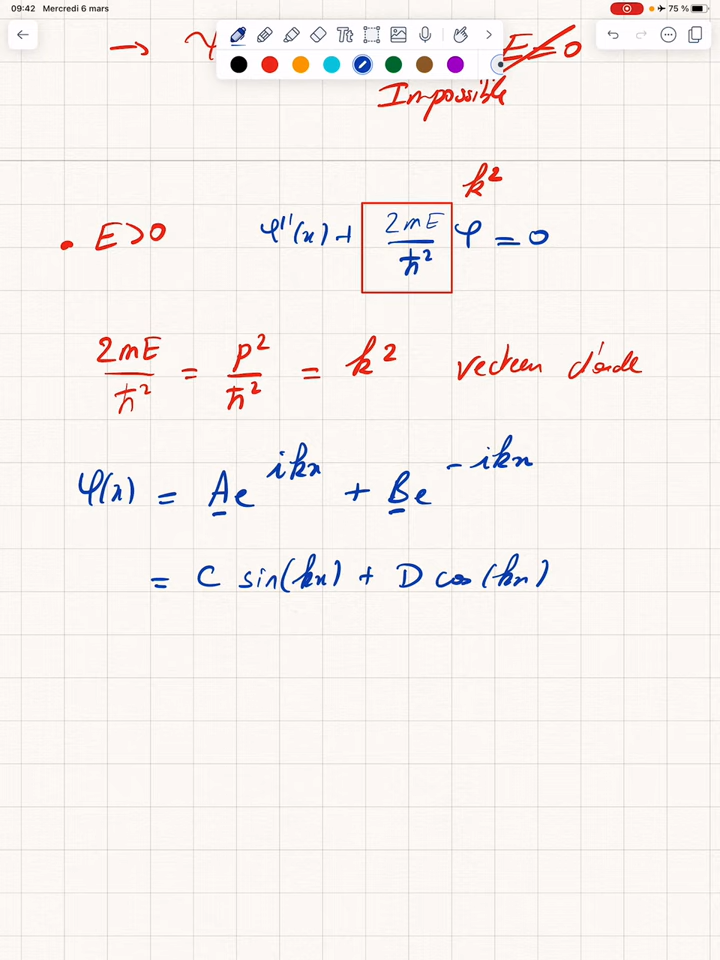 09:42 Mercredi 6 mars 75 %
Tt
→ Ψ E = 0
Impossible
k²
• E>0 φ''(x) + 2mE/ħ² φ = 0
2mE/ħ² = p²/ħ² = k² vecteur d'onde
φ(x) = Ae^ikx + Be^-ikx
= C sin(kx) + D cos(kx)